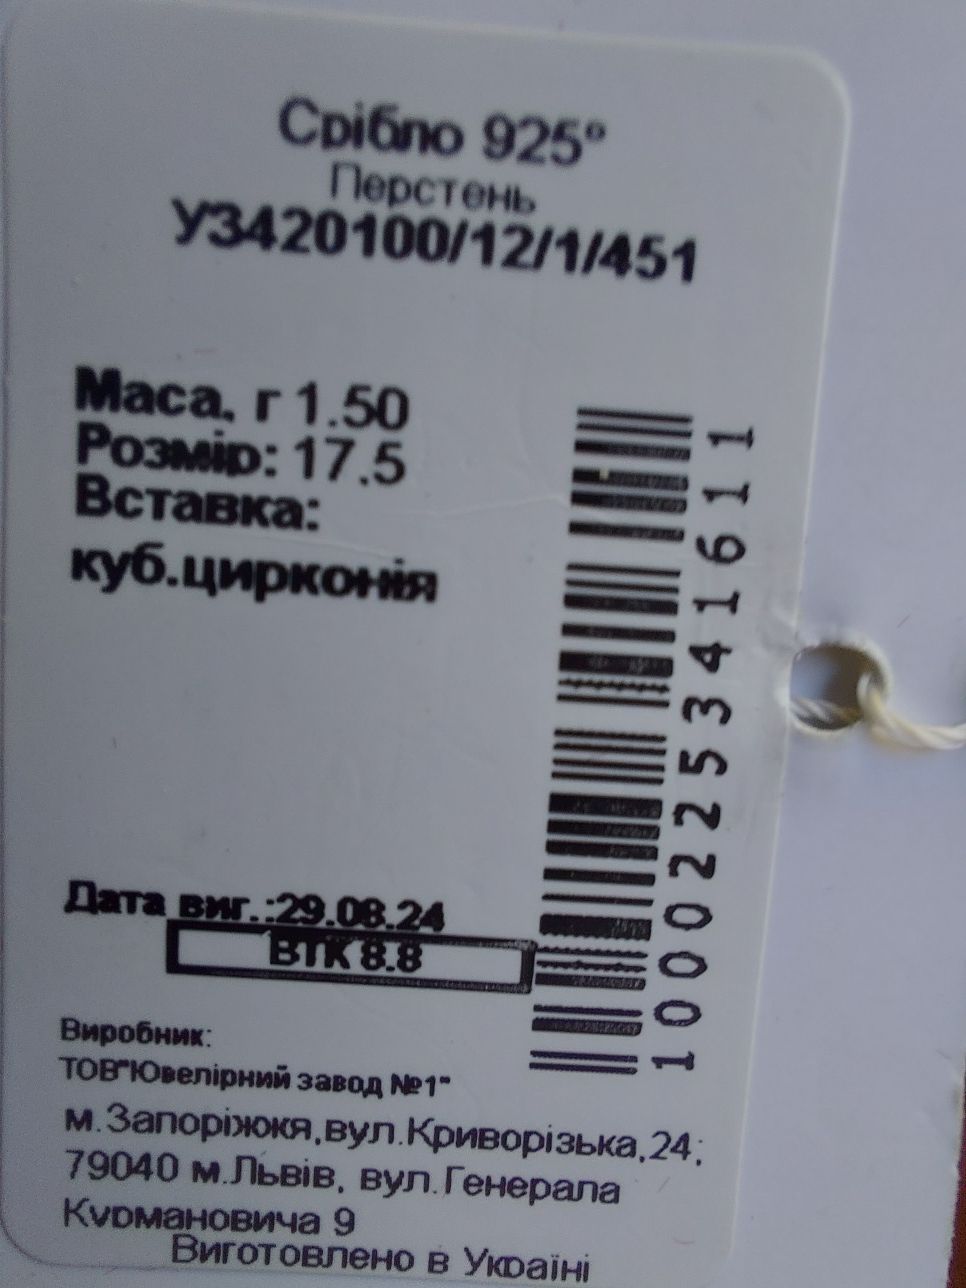 Срібло 925°
Перстень
УЗ420100/12/1/451
Маса, г 1.50
Розмір: 17.5
Вставка:
куб.цирконія
1000225341611
Дата виг.:29.08.24
ВТК 8.8
Виробник:
ТОВ"Ювелірний завод №1"
м.Запоріжжя,вул.Криворізька,24;
79040 м.Львів, вул.Генерала
Курмановича 9
Виготовлено в Україні